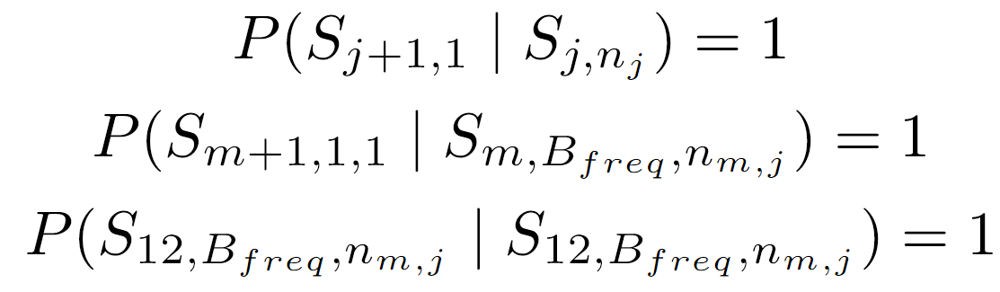 P(S_{j+1,1} | S_{j,n_j}) = 1
P(S_{m+1,1,1} | S_{m,B_{freq},n_{m,j}}) = 1
P(S_{12,B_{freq},n_{m,j}} | S_{12,B_{freq},n_{m,j}}) = 1